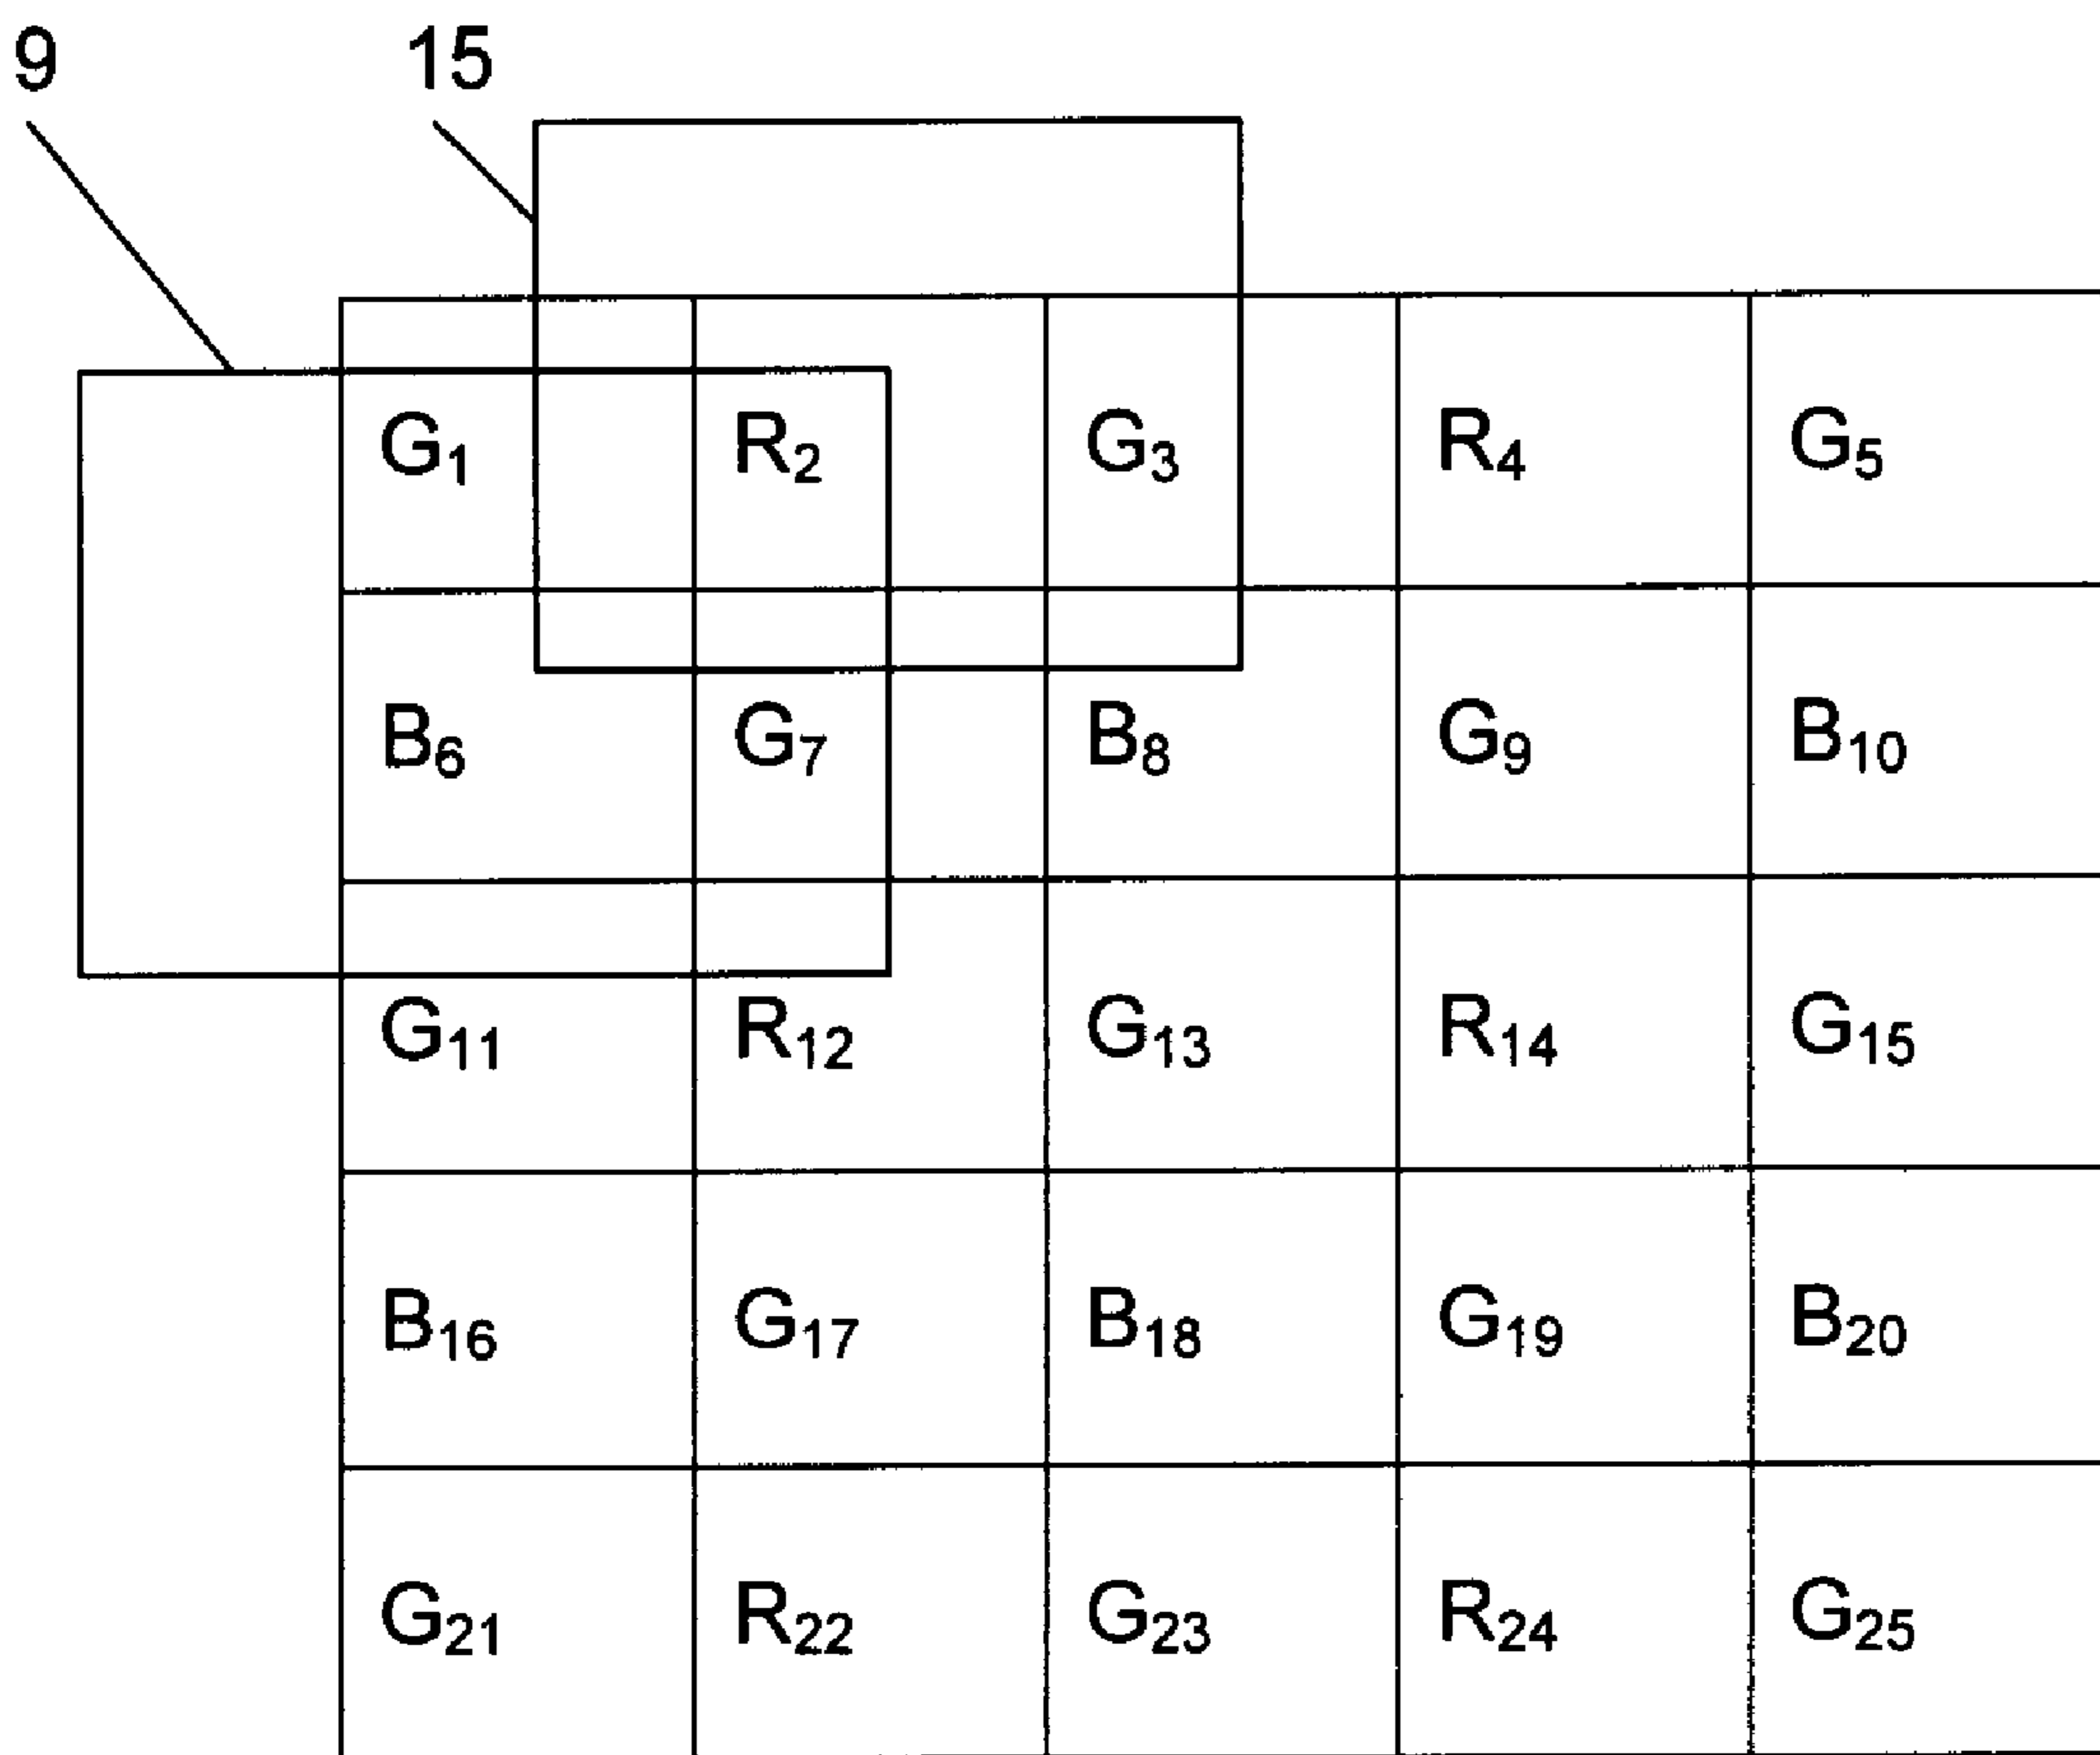 9 15
G₁ R₂ G₃ R₄ G₅
B₆ G₇ B₈ G₉ B₁₀
G₁₁ R₁₂ G₁₃ R₁₄ G₁₅
B₁₆ G₁₇ B₁₈ G₁₉ B₂₀
G₂₁ R₂₂ G₂₃ R₂₄ G₂₅